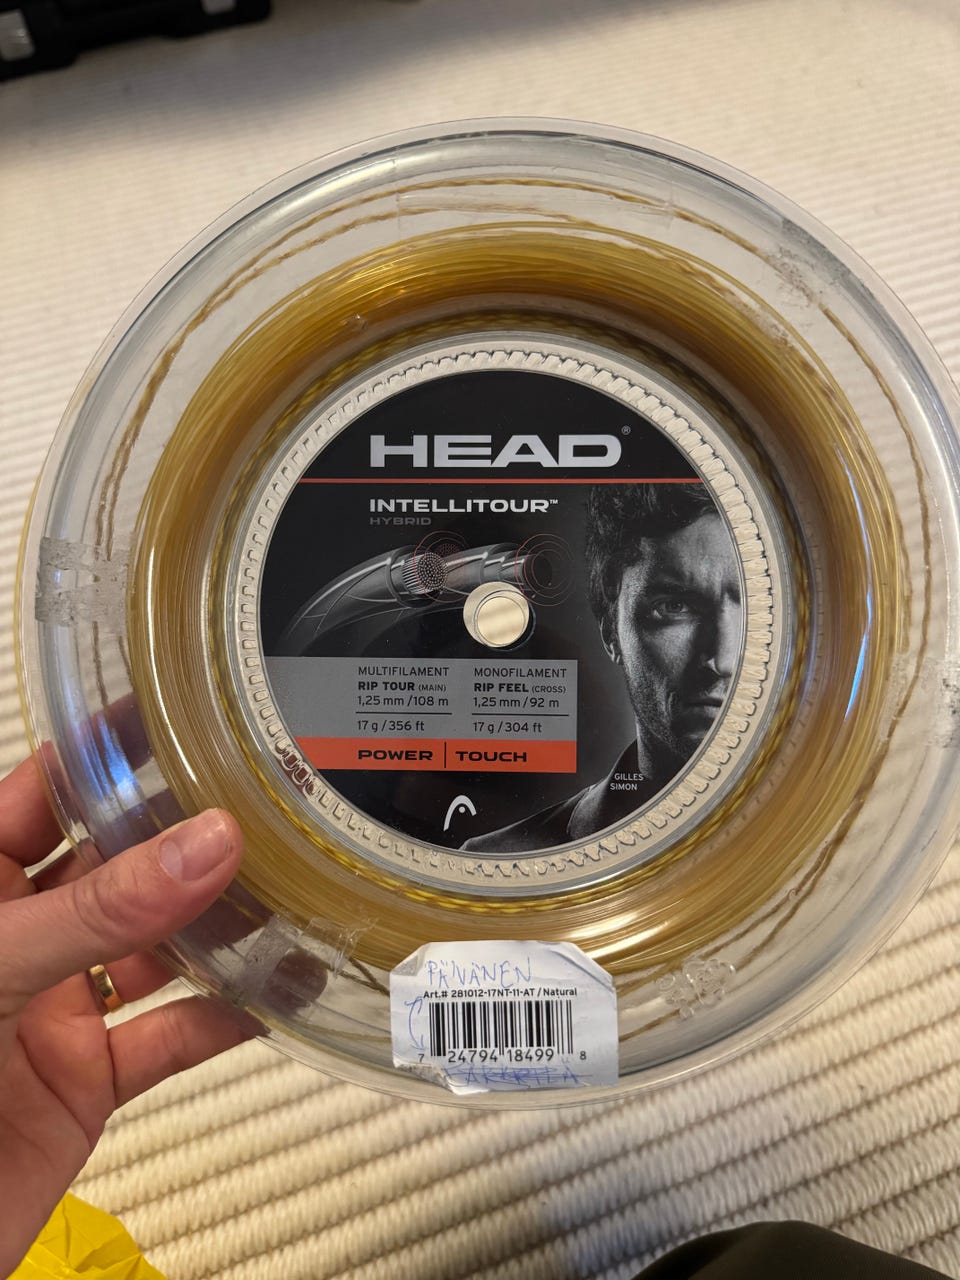 HEAD®
INTELLITOUR™
HYBRID
MULTIFILAMENT
RIP TOUR (MAIN)
1,25 mm / 108 m
17 g / 356 ft
MONOFILAMENT
RIP FEEL (CROSS)
1,25 mm / 92 m
17 g / 304 ft
POWER | TOUCH
GILLES
SIMON
PÄIVÄNEN
Art.# 281012-17NT-11-AT / Natural
7 24794 18499 8